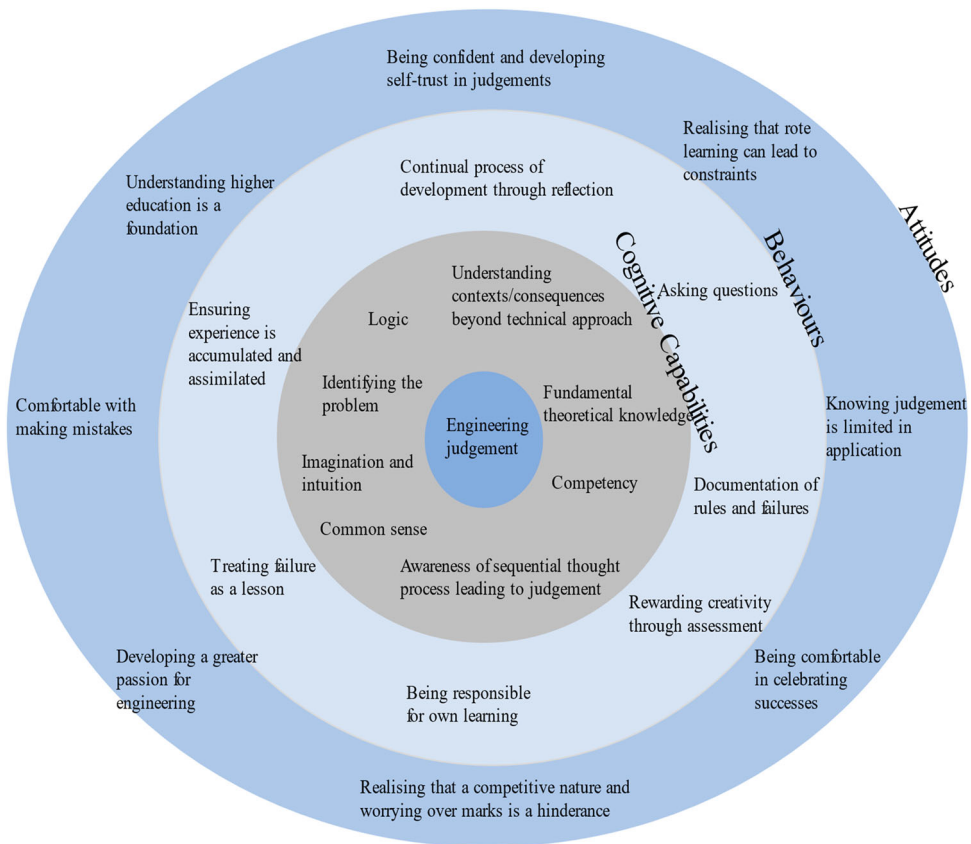 Being confident and developing
self-trust in judgements
Realising that rote
learning can lead to
constraints
Understanding higher
education is a
foundation
Attitudes
Continual process of
development through reflection
Behaviours
Cognitive Capabilities
Understanding
contexts/consequences
beyond technical approach
Asking questions
Logic
Ensuring
experience is
accumulated and
assimilated
Identifying the
problem
Fundamental
theoretical knowledge
Comfortable with
making mistakes
Engineering
judgement
Knowing judgement
is limited in
application
Imagination and
intuition
Competency
Documentation of
rules and failures
Common sense
Treating failure
as a lesson
Awareness of sequential thought
process leading to judgement
Rewarding creativity
through assessment
Developing a greater
passion for
engineering
Being comfortable
in celebrating
successes
Being responsible
for own learning
Realising that a competitive nature and
worrying over marks is a hinderance